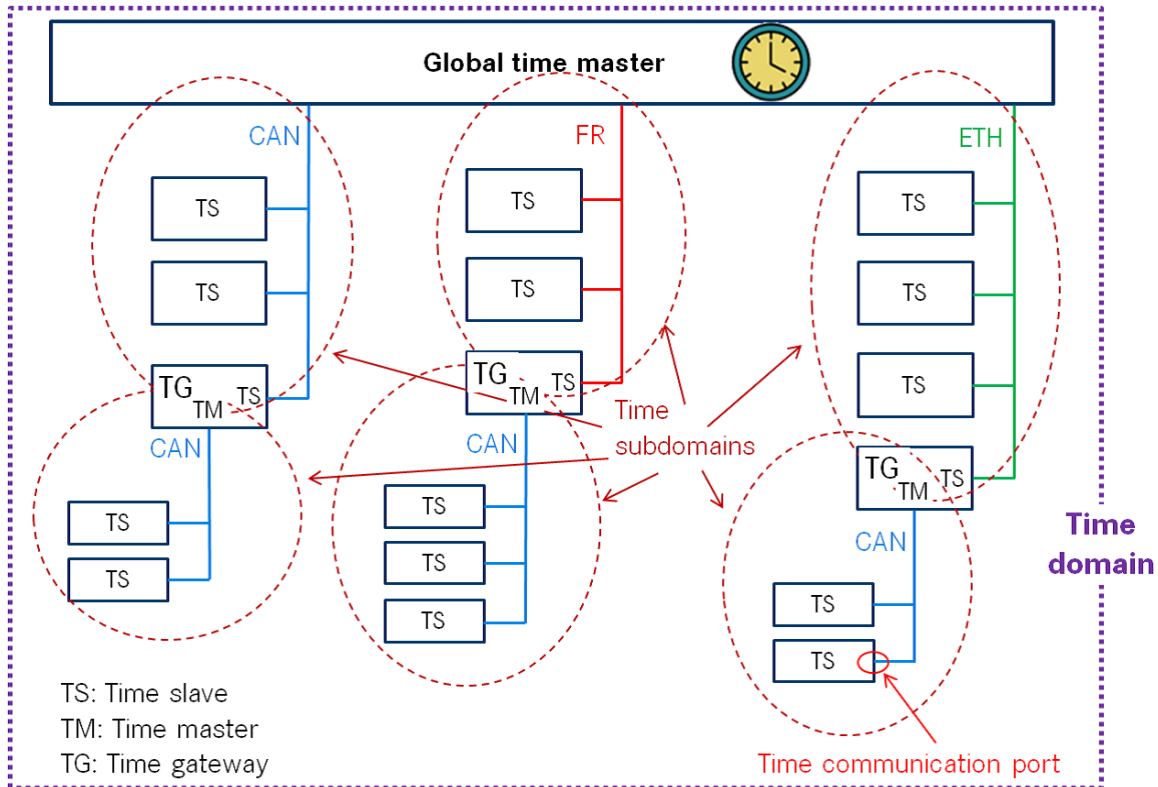 Global time master
CAN
FR
ETH
TS
TS
TS
TS
TS
TS
TS
TG
TM
TS
TG
TM
TS
Time
subdomains
CAN
CAN
TG
TM
TS
TS
TS
TS
TS
TS
CAN
Time
domain
TS
TS
TS: Time slave
TM: Time master
TG: Time gateway
Time communication port